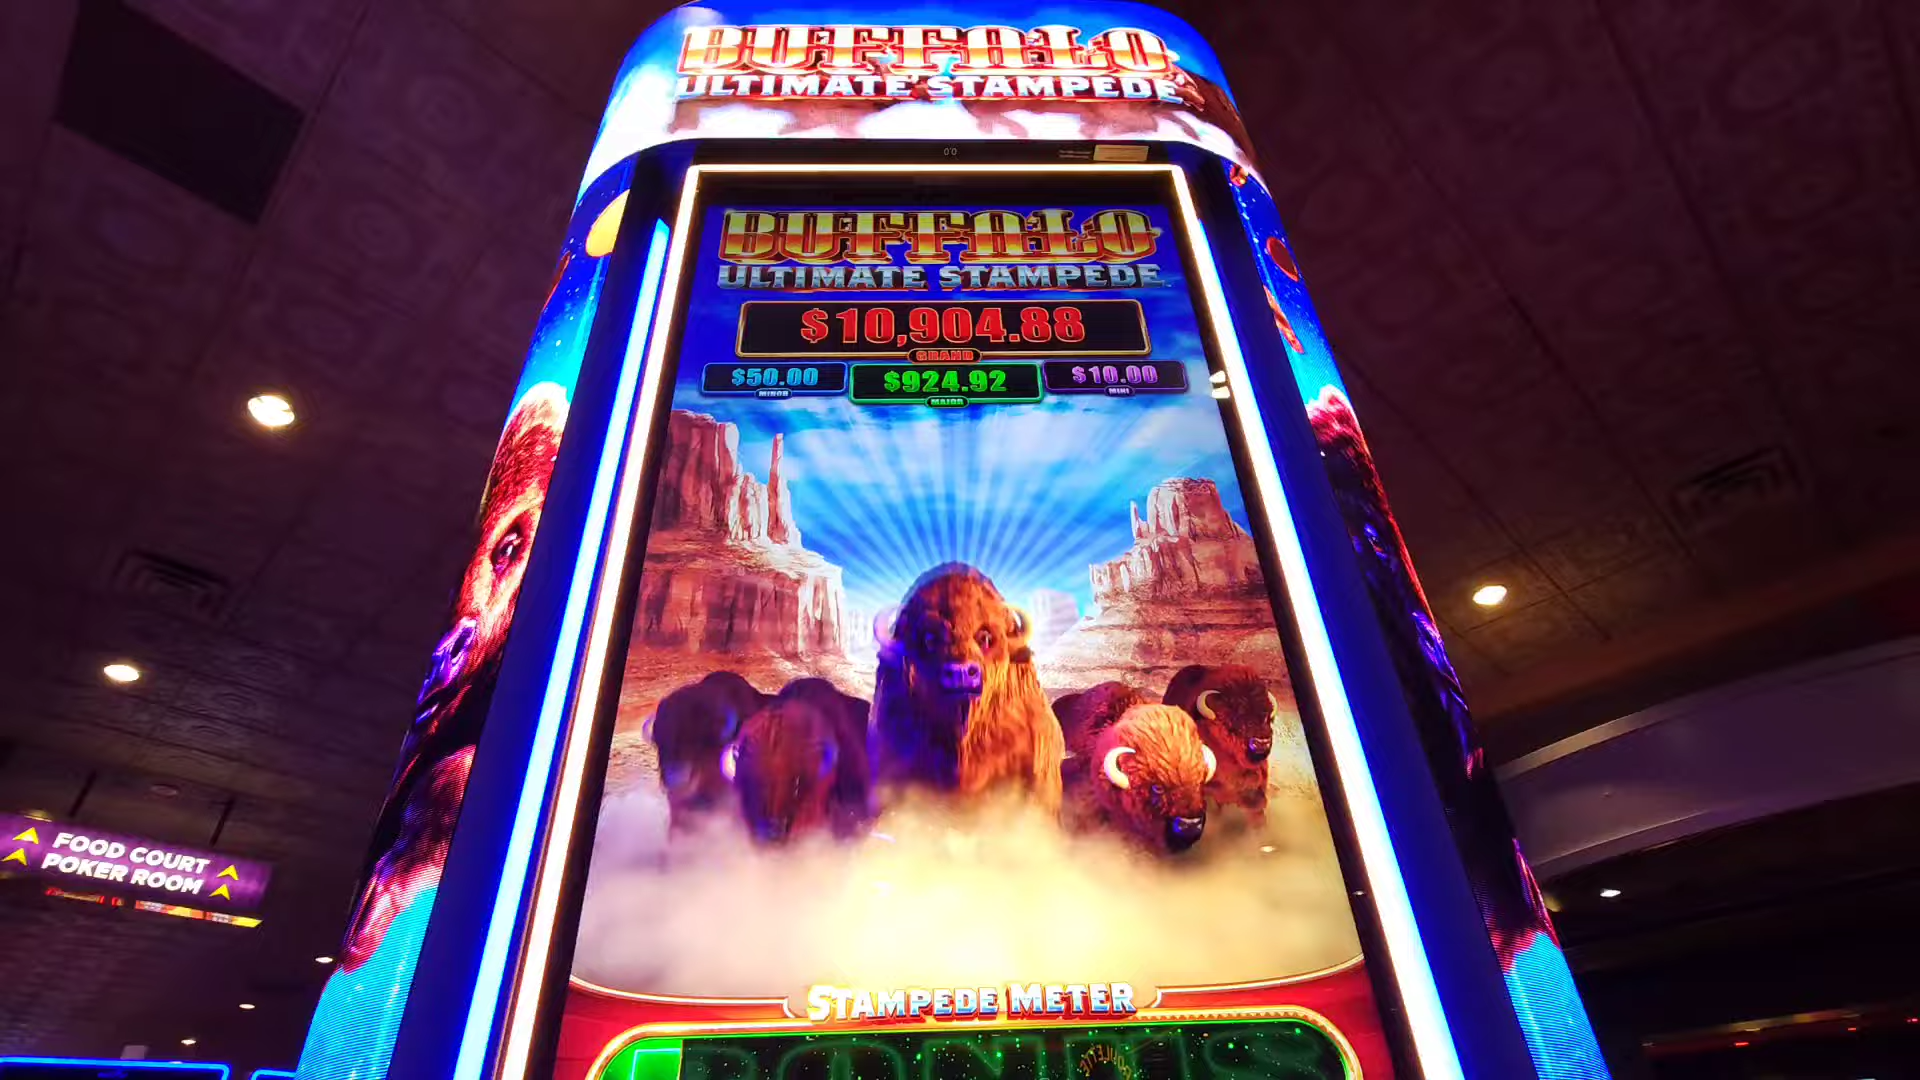 BUFFALO
ULTIMATE STAMPEDE
BUFFALO
ULTIMATE STAMPEDE
$10,904.88
GRAND
$50.00
MINOR
$924.92
MAJOR
$10.00
MINI
FOOD COURT
POKER ROOM
STAMPEDE METER
BONUS